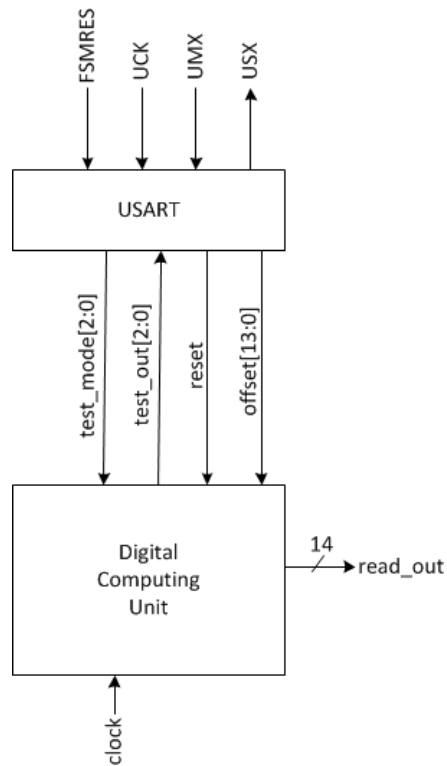 FSMRES
UCK
UMX
USX
USART
test_mode[2:0]
test_out[2:0]
reset
offset[13:0]
Digital
Computing
Unit
14
read_out
clock